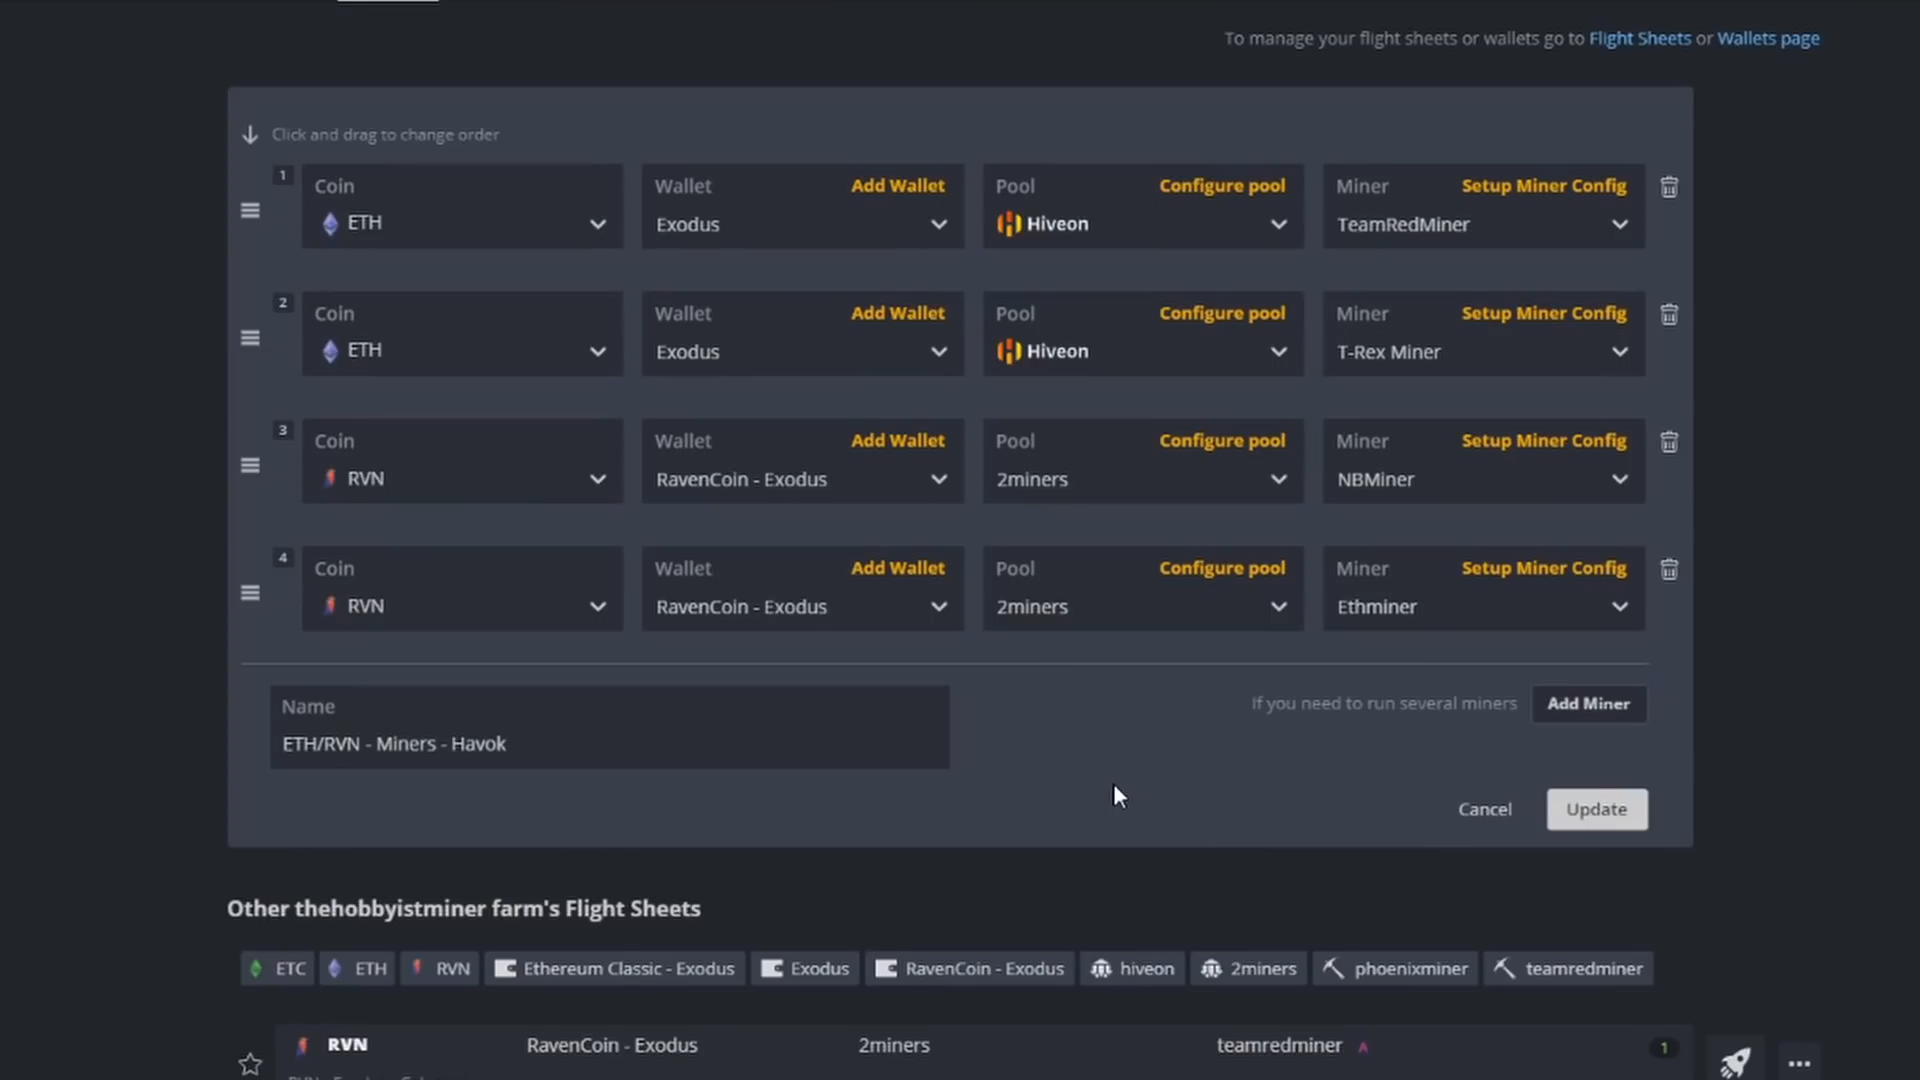 To manage your flight sheets or wallets go to Flight Sheets or Wallets page
Click and drag to change order
1
Coin
ETH
Wallet Add Wallet
Exodus
Pool Configure pool
Hiveon
Miner Setup Miner Config
TeamRedMiner
2
Coin
ETH
Wallet Add Wallet
Exodus
Pool Configure pool
Hiveon
Miner Setup Miner Config
T-Rex Miner
3
Coin
RVN
Wallet Add Wallet
RavenCoin - Exodus
Pool Configure pool
2miners
Miner Setup Miner Config
NBMiner
4
Coin
RVN
Wallet Add Wallet
RavenCoin - Exodus
Pool Configure pool
2miners
Miner Setup Miner Config
Ethminer
Name
ETH/RVN - Miners - Havok
If you need to run several miners Add Miner
Cancel Update
Other thehobbyistminer farm's Flight Sheets
ETC ETH RVN Ethereum Classic - Exodus Exodus RavenCoin - Exodus hiveon 2miners phoenixminer teamredminer
RVN RavenCoin - Exodus 2miners teamredminer A 1